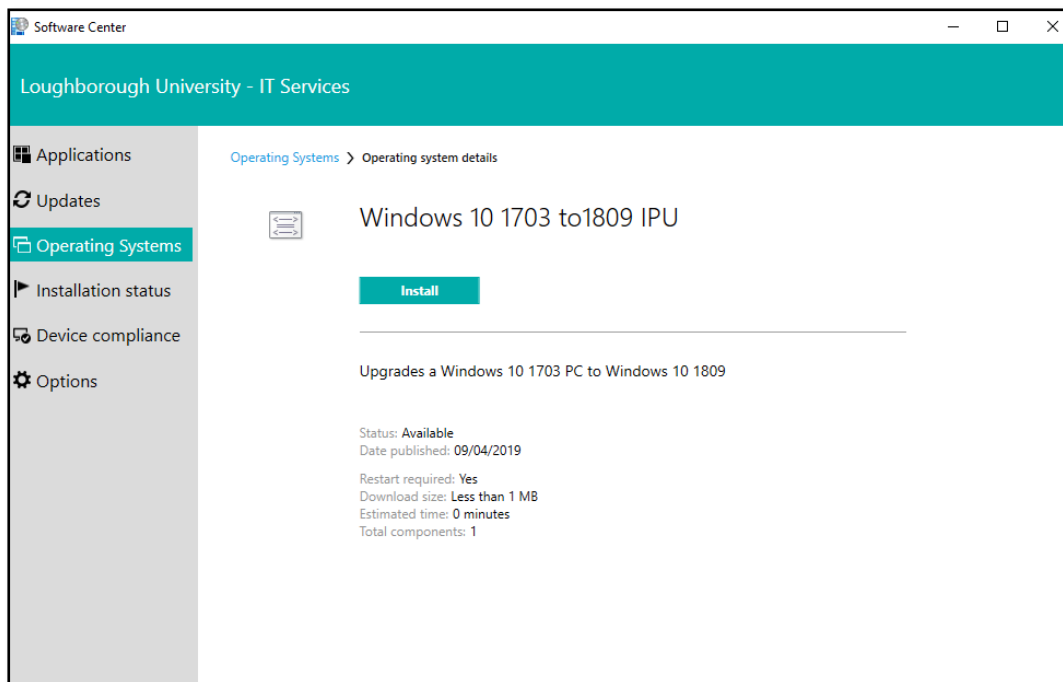 Software Center
Loughborough University - IT Services
Applications
Updates
Operating Systems
Installation status
Device compliance
Options
Operating Systems > Operating system details
Windows 10 1703 to1809 IPU
Install
Upgrades a Windows 10 1703 PC to Windows 10 1809
Status: Available
Date published: 09/04/2019
Restart required: Yes
Download size: Less than 1 MB
Estimated time: 0 minutes
Total components: 1